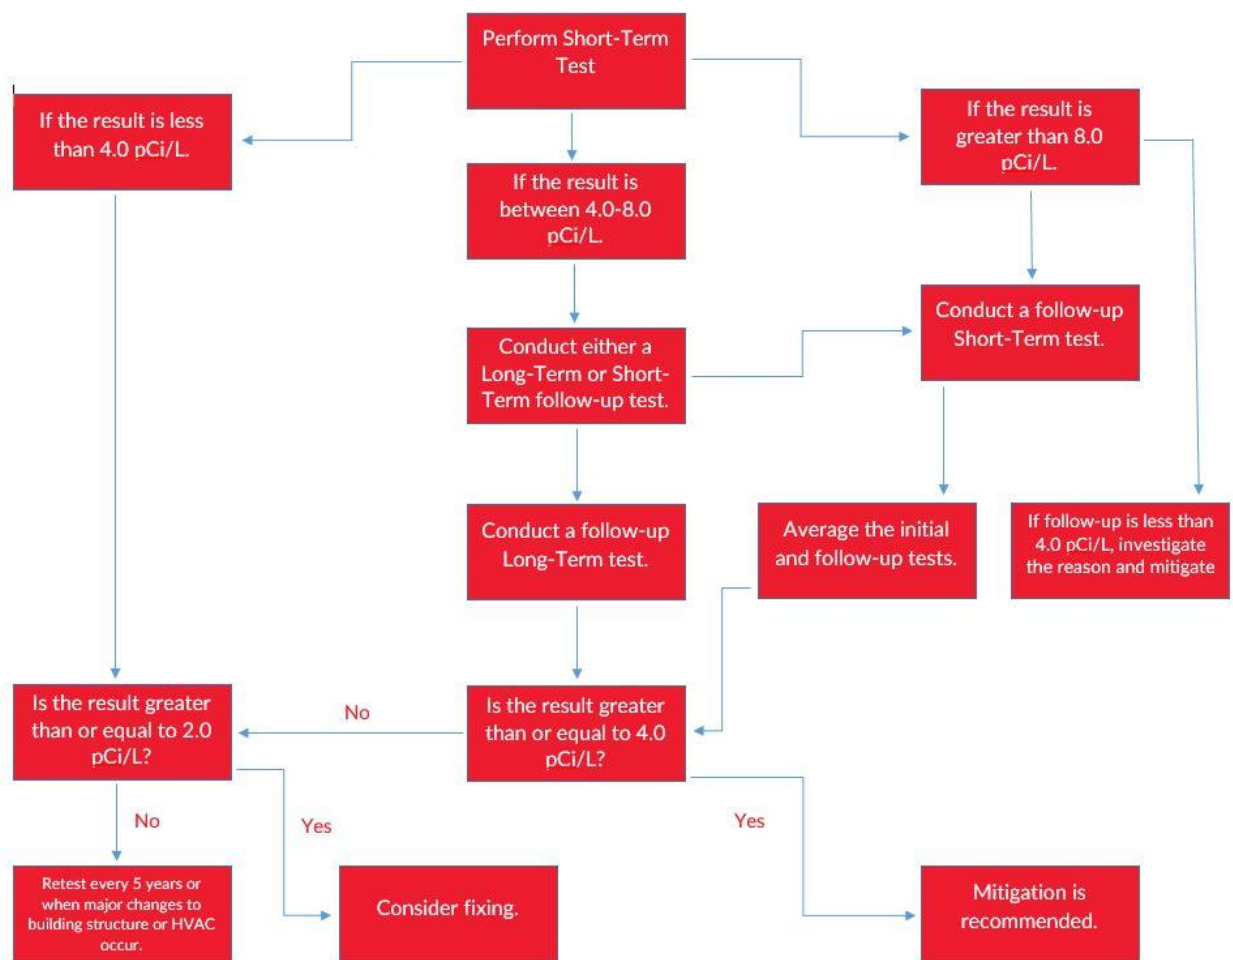 Perform Short-Term
Test
If the result is less
than 4.0 pCi/L.
If the result is
greater than 8.0
pCi/L.
If the result is
between 4.0-8.0
pCi/L.
Conduct a follow-up
Short-Term test.
Conduct either a
Long-Term or Short-
Term follow-up test.
Conduct a follow-up
Long-Term test.
Average the initial
and follow-up tests.
If follow-up is less than
4.0 pCi/L, investigate
the reason and mitigate
Is the result greater
than or equal to 2.0
pCi/L?
No
Is the result greater
than or equal to 4.0
pCi/L?
No
Yes
Yes
Retest every 5 years or
when major changes to
building structure or HVAC
occur.
Consider fixing.
Mitigation is
recommended.